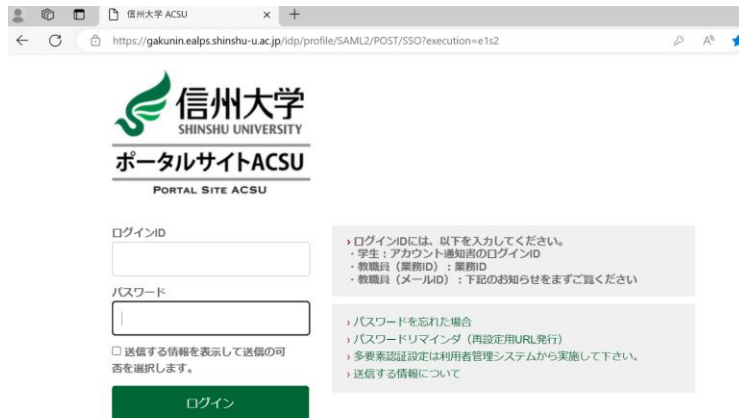 信州大学 ACSU
https://gakunin.ealps.shinshu-u.ac.jp/idp/profile/SAML2/POST/SSO?execution=e1s2
信州大学
SHINSHU UNIVERSITY
ポータルサイトACSU
PORTAL SITE ACSU
ログインID
パスワード
□ 送信する情報を表示して送信の可
否を選択します。
ログイン
› ログインIDには、以下を入力してください。
・学生:アカウント通知書のログインID
・教職員(業務ID):業務ID
・教職員(メールID):下記のお知らせをまずご覧ください
› パスワードを忘れた場合
› パスワードリマインダ(再設定用URL発行)
› 多要素認証設定は利用者管理システムから実施して下さい。
› 送信する情報について